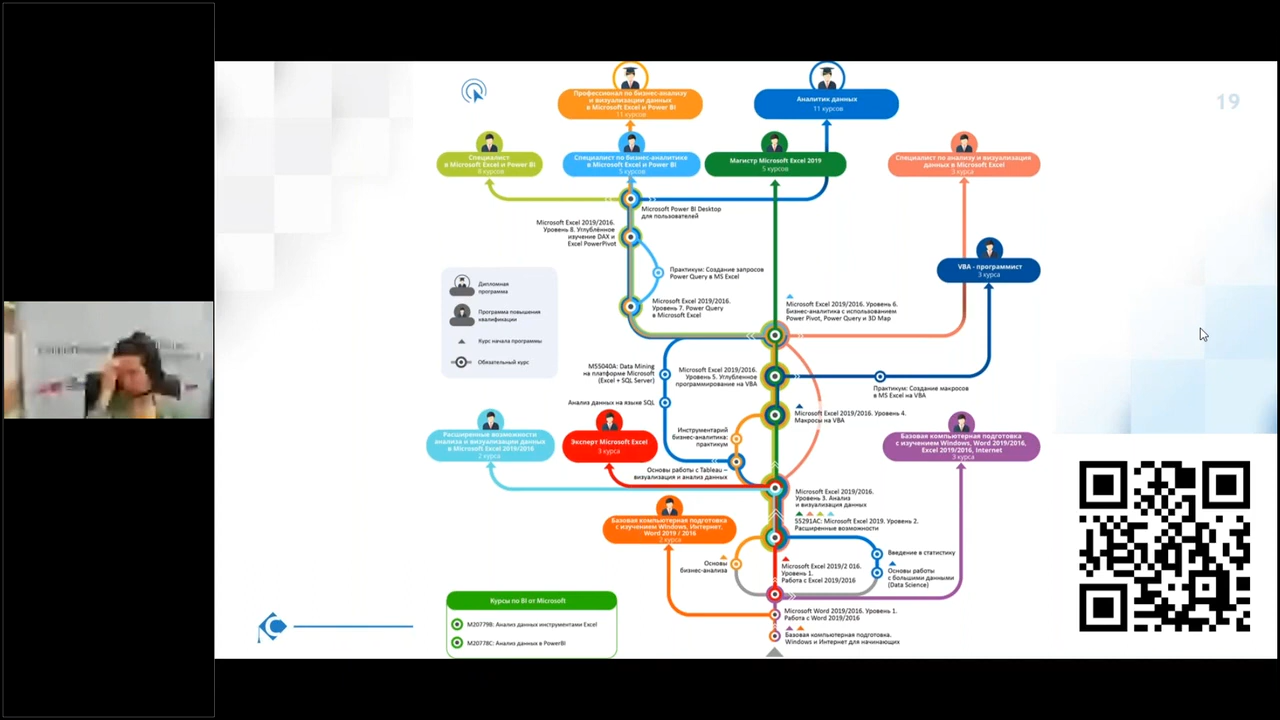 19
Профессионал по бизнес-анализу
и визуализации данных
в Microsoft Excel и Power BI
11 курсов
Аналитик данных
11 курсов
Специалист
в Microsoft Excel и Power BI
8 курсов
Специалист по бизнес-аналитике
в Microsoft Excel и Power BI
5 курсов
Магистр Microsoft Excel 2019
5 курсов
Специалист по анализу и визуализации
данных в Microsoft Excel
3 курса
Microsoft Power BI Desktop
для пользователей
Microsoft Excel 2019/2016.
Уровень 8. Углублённое
изучение DAX и
Excel PowerPivot
Практикум: Создание запросов
Power Query в MS Excel
VBA - программист
3 курса
Дипломная
программа
Программа повышения
квалификации
Курс начала программы
Обязательный курс
Microsoft Excel 2019/2016.
Уровень 7. Power Query
в Microsoft Excel
Microsoft Excel 2019/2016. Уровень 6.
Бизнес-аналитика с использованием
Power Pivot, Power Query и 3D Map
M55040A: Data Mining
на платформе Microsoft
(Excel + SQL Server)
Microsoft Excel 2019/2016.
Уровень 5. Углубленное
программирование на VBA
Практикум: Создание макросов
в MS Excel на VBA
Анализ данных на языке SQL
Microsoft Excel 2019/2016. Уровень 4.
Макросы на VBA
Расширенные возможности
анализа и визуализации данных
в Microsoft Excel 2019/2016
2 курса
Эксперт Microsoft Excel
3 курса
Инструментарий
бизнес-аналитика:
практикум
Базовая компьютерная подготовка
с изучением Windows, Word 2019/2016,
Excel 2019/2016, Internet
3 курса
Основы работы с Tableau –
визуализация и анализ данных
Microsoft Excel 2019/2016.
Уровень 3. Анализ
и визуализация данных
55291AC: Microsoft Excel 2019. Уровень 2.
Расширенные возможности
Базовая компьютерная подготовка
с изучением Windows, Интернет,
Word 2019 / 2016
2 курса
Основы
бизнес-анализа
Введение в статистику
Microsoft Excel 2019/2 016.
Уровень 1.
Работа с Excel 2019/2016
Основы работы
с большими данными
(Data Science)
Курсы по BI от Microsoft
M20779B: Анализ данных инструментами Excel
M20778C: Анализ данных в PowerBI
Microsoft Word 2019/2016. Уровень 1.
Работа с Word 2019/2016
Базовая компьютерная подготовка.
Windows и Интернет для начинающих